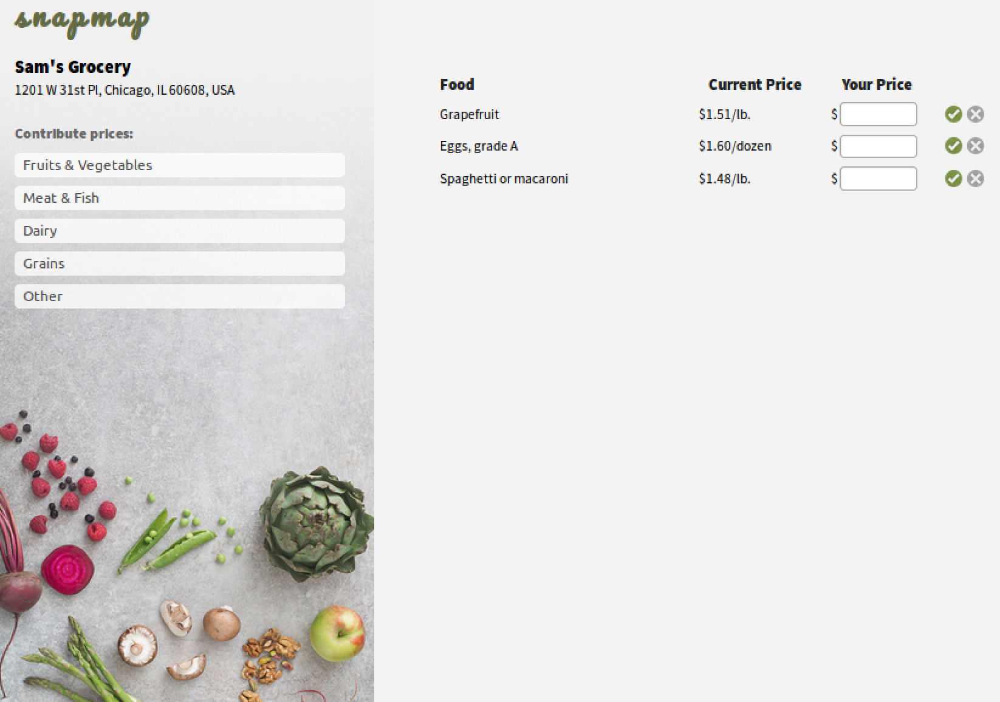 snapmap
Sam's Grocery
1201 W 31st Pl, Chicago, IL 60608, USA
Contribute prices:
Fruits & Vegetables
Meat & Fish
Dairy
Grains
Other
Food Current Price Your Price
Grapefruit $1.51/lb. $
Eggs, grade A $1.60/dozen $
Spaghetti or macaroni $1.48/lb. $